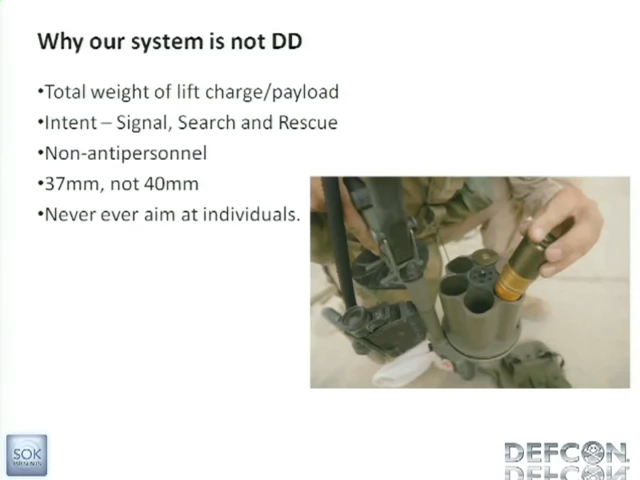 Why our system is not DD
•Total weight of lift charge/payload
•Intent – Signal, Search and Rescue
•Non-antipersonnel
•37mm, not 40mm
•Never ever aim at individuals.
SOK
DEFCON